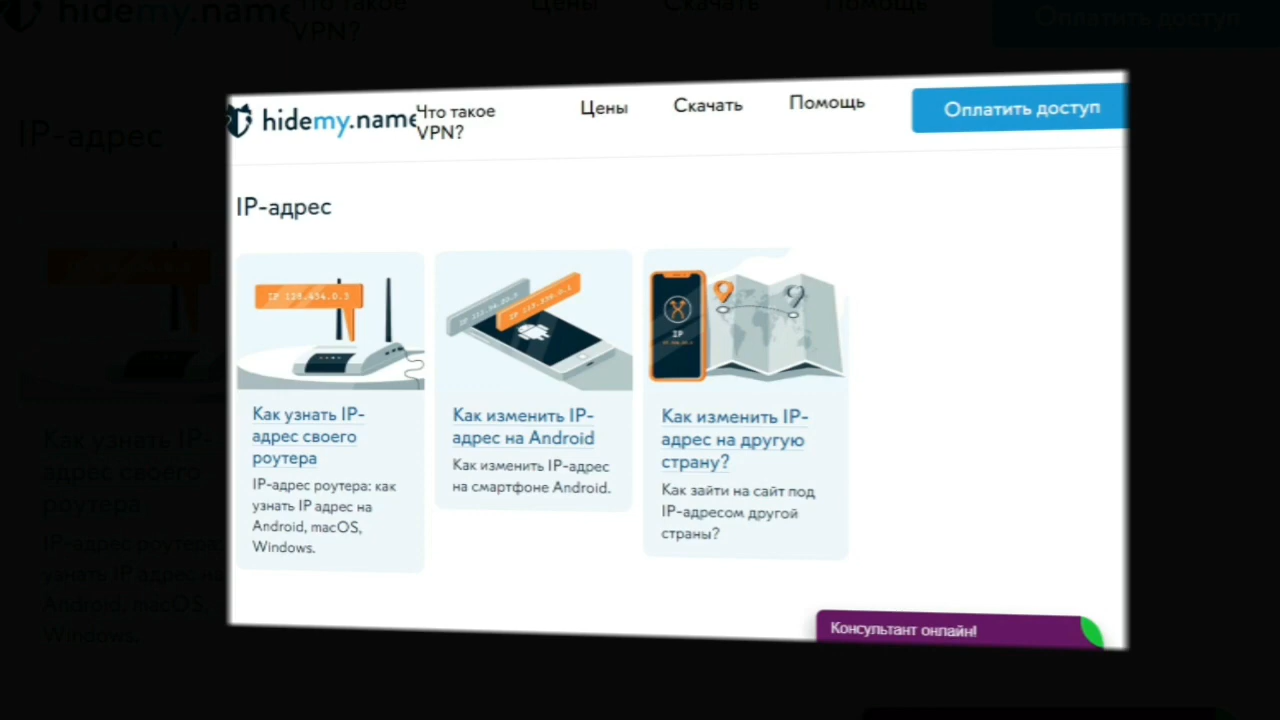 hidemy.name
Что такое
VPN?
Цены
Скачать
Помощь
Оплатить доступ
IP-адрес
Как узнать IP-
адрес своего
роутера
IP-адрес роутера: как
узнать IP адрес на
Android, macOS,
Windows.
Как изменить IP-
адрес на Android
Как изменить IP-адрес
на смартфоне Android.
IP
Как изменить IP-
адрес на другую
страну?
Как зайти на сайт под
IP-адресом другой
страны?
Консультант онлайн!